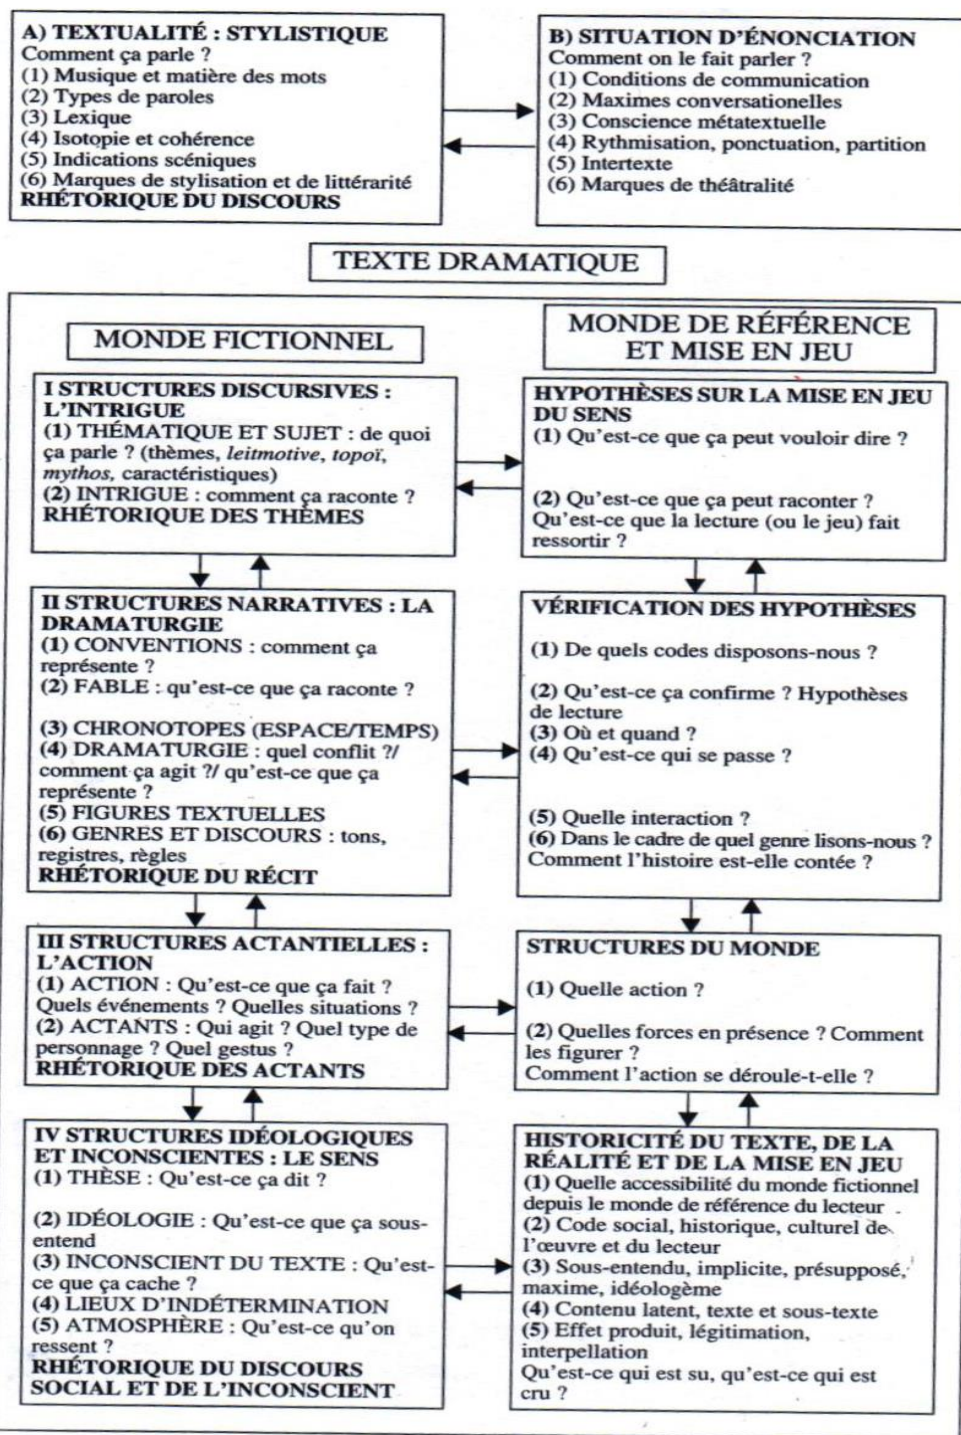 A) TEXTUALITÉ : STYLISTIQUE
Comment ça parle ?
(1) Musique et matière des mots
(2) Types de paroles
(3) Lexique
(4) Isotopie et cohérence
(5) Indications scéniques
(6) Marques de stylisation et de littérarité
RHÉTORIQUE DU DISCOURS
B) SITUATION D'ÉNONCIATION
Comment on le fait parler ?
(1) Conditions de communication
(2) Maximes conversationelles
(3) Conscience métatextuelle
(4) Rythmisation, ponctuation, partition
(5) Intertexte
(6) Marques de théâtralité
TEXTE DRAMATIQUE
MONDE FICTIONNEL
MONDE DE RÉFÉRENCE
ET MISE EN JEU
I STRUCTURES DISCURSIVES :
L'INTRIGUE
(1) THÉMATIQUE ET SUJET : de quoi
ça parle ? (thèmes, leitmotive, topoï,
mythos, caractéristiques)
(2) INTRIGUE : comment ça raconte ?
RHÉTORIQUE DES THÈMES
HYPOTHÈSES SUR LA MISE EN JEU
DU SENS
(1) Qu'est-ce que ça peut vouloir dire ?
(2) Qu'est-ce que ça peut raconter ?
Qu'est-ce que la lecture (ou le jeu) fait
ressortir ?
II STRUCTURES NARRATIVES : LA
DRAMATURGIE
(1) CONVENTIONS : comment ça
représente ?
(2) FABLE : qu'est-ce que ça raconte ?
(3) CHRONOTOPES (ESPACE/TEMPS)
(4) DRAMATURGIE : quel conflit ?/
comment ça agit ?/ qu'est-ce que ça
représente ?
(5) FIGURES TEXTUELLES
(6) GENRES ET DISCOURS : tons,
registres, règles
RHÉTORIQUE DU RÉCIT
VÉRIFICATION DES HYPOTHÈSES
(1) De quels codes disposons-nous ?
(2) Qu'est-ce ça confirme ? Hypothèses
de lecture
(3) Où et quand ?
(4) Qu'est-ce qui se passe ?
(5) Quelle interaction ?
(6) Dans le cadre de quel genre lisons-nous ?
Comment l'histoire est-elle contée ?
III STRUCTURES ACTANTIELLES :
L'ACTION
(1) ACTION : Qu'est-ce que ça fait ?
Quels événements ? Quelles situations ?
(2) ACTANTS : Qui agit ? Quel type de
personnage ? Quel gestus ?
RHÉTORIQUE DES ACTANTS
STRUCTURES DU MONDE
(1) Quelle action ?
(2) Quelles forces en présence ? Comment
les figurer ?
Comment l'action se déroule-t-elle ?
IV STRUCTURES IDÉOLOGIQUES
ET INCONSCIENTES : LE SENS
(1) THÈSE : Qu'est-ce ça dit ?
(2) IDÉOLOGIE : Qu'est-ce que ça sous-
entend
(3) INCONSCIENT DU TEXTE : Qu'est-
ce que ça cache ?
(4) LIEUX D'INDÉTERMINATION
(5) ATMOSPHÈRE : Qu'est-ce qu'on
ressent ?
RHÉTORIQUE DU DISCOURS
SOCIAL ET DE L'INCONSCIENT
HISTORICITÉ DU TEXTE, DE LA
RÉALITÉ ET DE LA MISE EN JEU
(1) Quelle accessibilité du monde fictionnel
depuis le monde de référence du lecteur
(2) Code social, historique, culturel de
l'œuvre et du lecteur
(3) Sous-entendu, implicite, présupposé,
maxime, idéologème
(4) Contenu latent, texte et sous-texte
(5) Effet produit, légitimation,
interpellation
Qu'est-ce qui est su, qu'est-ce qui est
cru ?